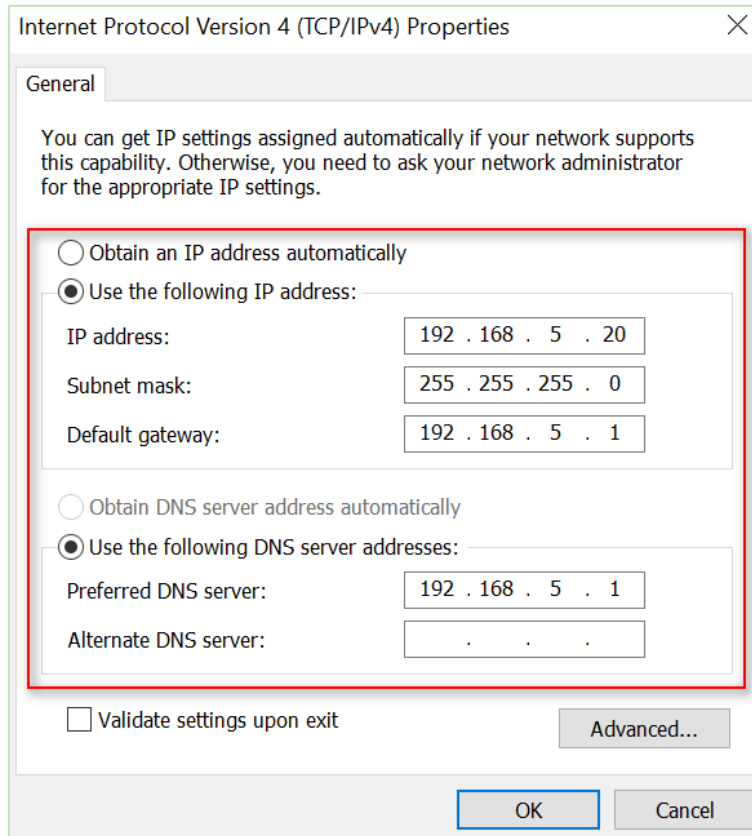 Internet Protocol Version 4 (TCP/IPv4) Properties
General
You can get IP settings assigned automatically if your network supports
this capability. Otherwise, you need to ask your network administrator
for the appropriate IP settings.
Obtain an IP address automatically
Use the following IP address:
IP address: 192 . 168 . 5 . 20
Subnet mask: 255 . 255 . 255 . 0
Default gateway: 192 . 168 . 5 . 1
Obtain DNS server address automatically
Use the following DNS server addresses:
Preferred DNS server: 192 . 168 . 5 . 1
Alternate DNS server: . . .
Validate settings upon exit
Advanced...
OK Cancel